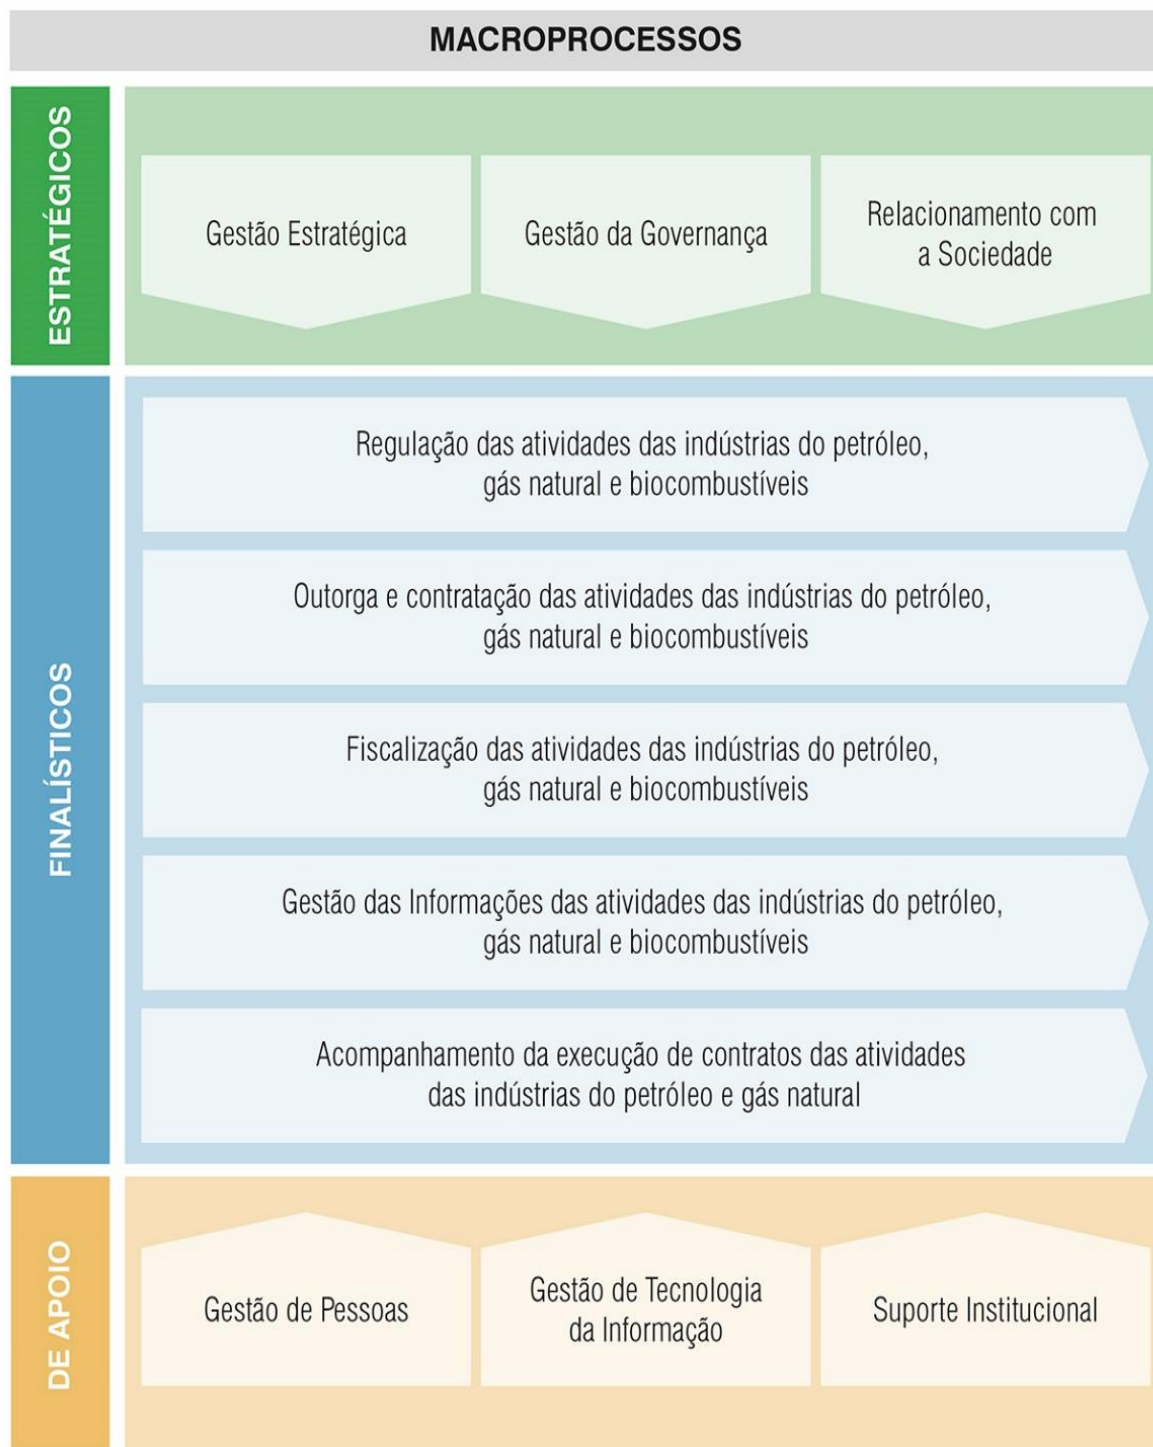 MACROPROCESSOS
ESTRATÉGICOS
Gestão Estratégica
Gestão da Governança
Relacionamento com
a Sociedade
FINALÍSTICOS
Regulação das atividades das indústrias do petróleo,
gás natural e biocombustíveis
Outorga e contratação das atividades das indústrias do petróleo,
gás natural e biocombustíveis
Fiscalização das atividades das indústrias do petróleo,
gás natural e biocombustíveis
Gestão das Informações das atividades das indústrias do petróleo,
gás natural e biocombustíveis
Acompanhamento da execução de contratos das atividades
das indústrias do petróleo e gás natural
DE APOIO
Gestão de Pessoas
Gestão de Tecnologia
da Informação
Suporte Institucional